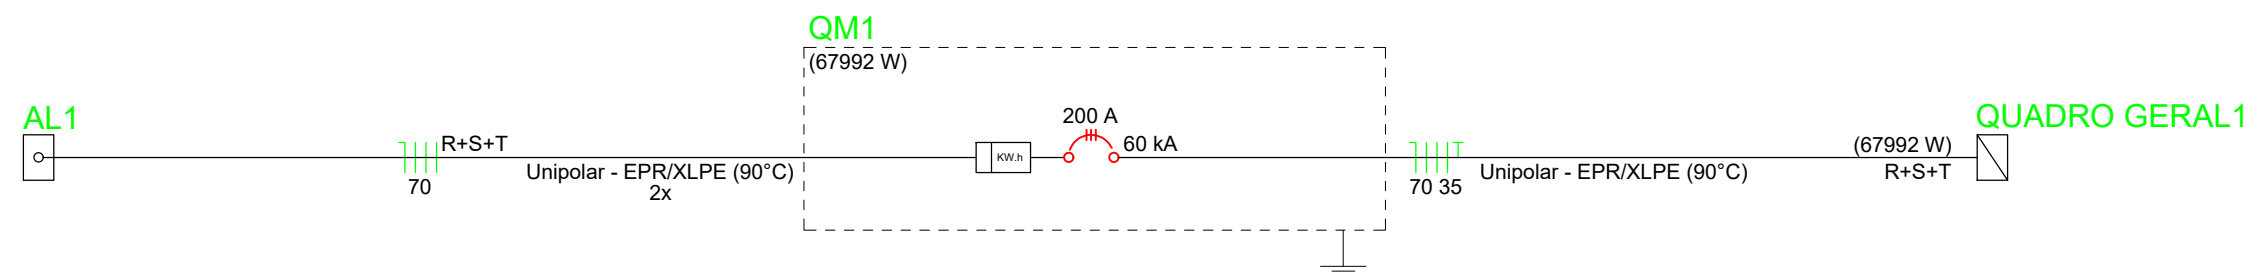 QM1
(67992 W)
AL1
R+S+T
70
Unipolar - EPR/XLPE (90°C)
2x
KW.h
200 A
60 kA
70 35
Unipolar - EPR/XLPE (90°C)
(67992 W)
R+S+T
QUADRO GERAL1